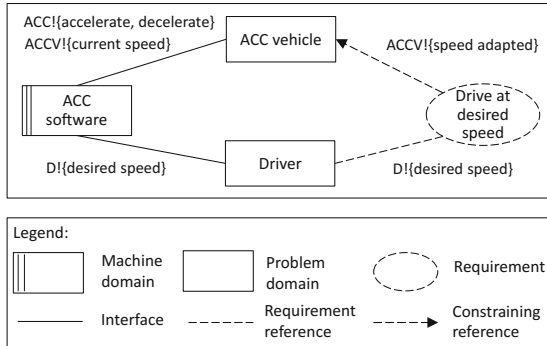 ACC!{accelerate, decelerate}
ACCV!{current speed}
ACC vehicle
ACCV!{speed adapted}
ACC
software
Drive at
desired
speed
D!{desired speed}
Driver
D!{desired speed}
Legend:
Machine
domain
Problem
domain
Requirement
Interface
Requirement
reference
Constraining
reference